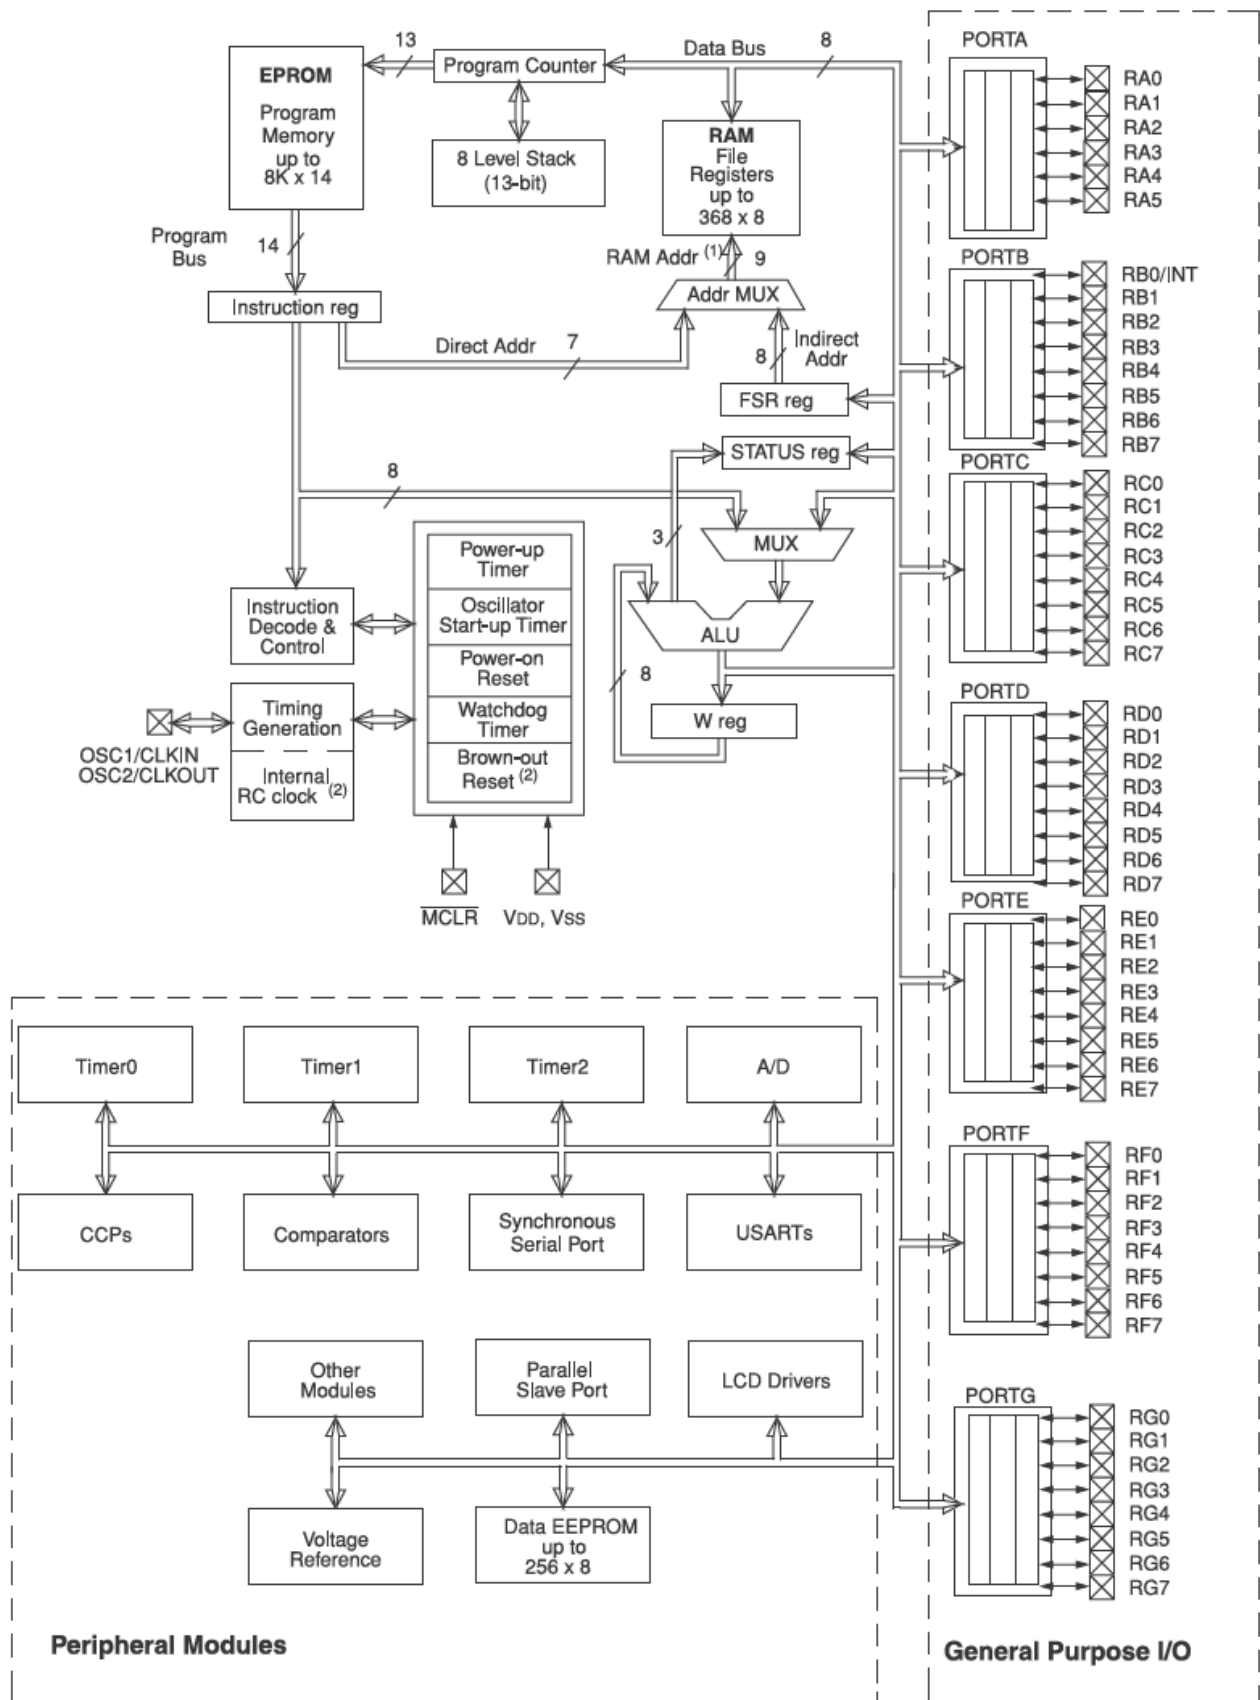 EPROM
Program
Memory
up to
8K x 14
13
Program Counter
Data Bus
8
8 Level Stack
(13-bit)
RAM
File
Registers
up to
368 x 8
Program
Bus
14
RAM Addr (1)
9
Instruction reg
Addr MUX
Direct Addr
7
Indirect
Addr
8
FSR reg
STATUS reg
8
3
MUX
ALU
8
W reg
Power-up
Timer
Oscillator
Start-up Timer
Power-on
Reset
Watchdog
Timer
Brown-out
Reset (2)
Instruction
Decode &
Control
Timing
Generation
Internal
RC clock (2)
OSC1/CLKIN
OSC2/CLKOUT
MCLR
VDD, VSS
Timer0
Timer1
Timer2
A/D
CCPs
Comparators
Synchronous
Serial Port
USARTs
Other
Modules
Parallel
Slave Port
LCD Drivers
Voltage
Reference
Data EEPROM
up to
256 x 8
Peripheral Modules
PORTA
RA0
RA1
RA2
RA3
RA4
RA5
PORTB
RB0/INT
RB1
RB2
RB3
RB4
RB5
RB6
RB7
PORTC
RC0
RC1
RC2
RC3
RC4
RC5
RC6
RC7
PORTD
RD0
RD1
RD2
RD3
RD4
RD5
RD6
RD7
PORTE
RE0
RE1
RE2
RE3
RE4
RE5
RE6
RE7
PORTF
RF0
RF1
RF2
RF3
RF4
RF5
RF6
RF7
PORTG
RG0
RG1
RG2
RG3
RG4
RG5
RG6
RG7
General Purpose I/O